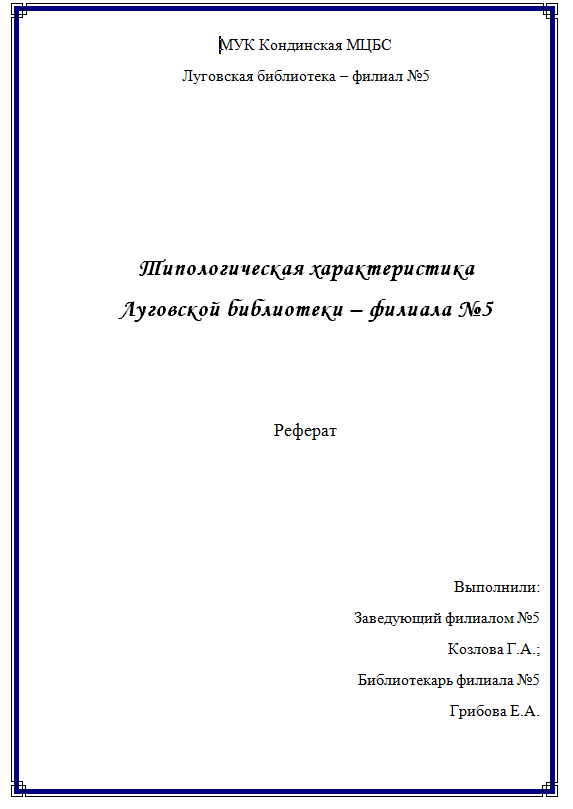 МУК Кондинская МЦБС
Луговская библиотека – филиал №5
Типологическая характеристика
Луговской библиотеки – филиала №5
Реферат
Выполнили:
Заведующий филиалом №5
Козлова Г.А.;
Библиотекарь филиала №5
Грибова Е.А.